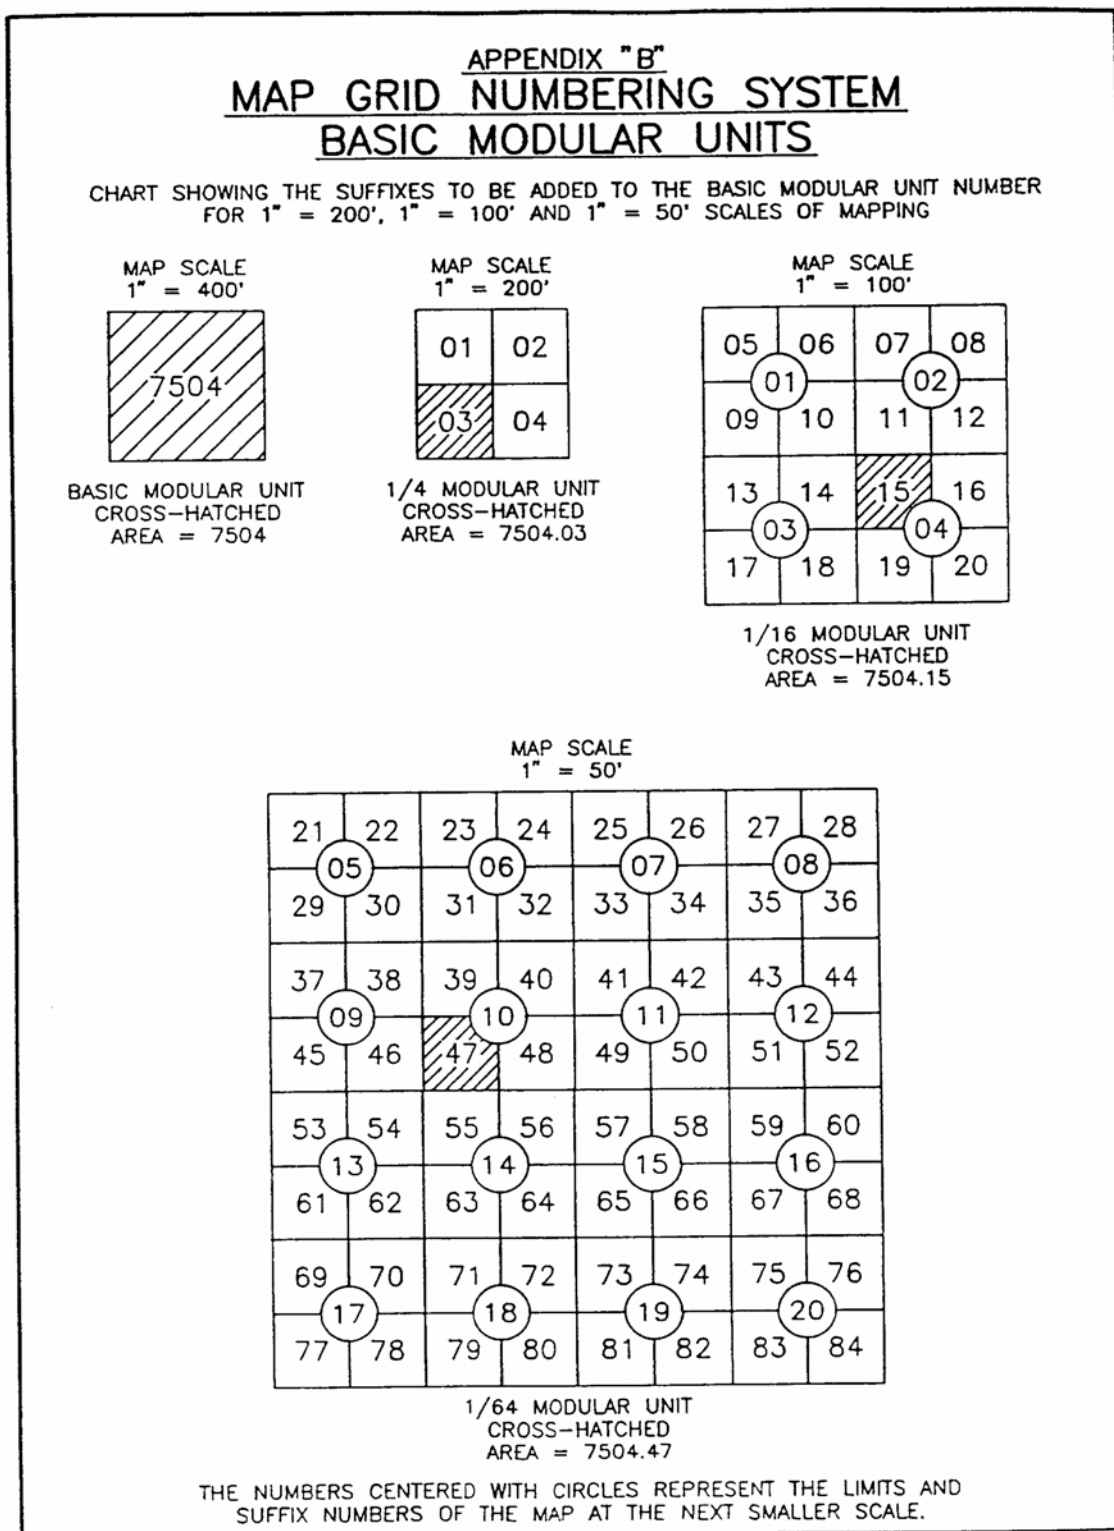 APPENDIX "B"
MAP GRID NUMBERING SYSTEM
BASIC MODULAR UNITS
CHART SHOWING THE SUFFIXES TO BE ADDED TO THE BASIC MODULAR UNIT NUMBER
FOR 1" = 200', 1" = 100' AND 1" = 50' SCALES OF MAPPING
MAP SCALE
1" = 400'
7504
BASIC MODULAR UNIT
CROSS-HATCHED
AREA = 7504
MAP SCALE
1" = 200'
01 02
03 04
1/4 MODULAR UNIT
CROSS-HATCHED
AREA = 7504.03
MAP SCALE
1" = 100'
05 06 07 08
01 02
09 10 11 12
13 14 15 16
03 04
17 18 19 20
1/16 MODULAR UNIT
CROSS-HATCHED
AREA = 7504.15
MAP SCALE
1" = 50'
21 22 23 24 25 26 27 28
05 06 07 08
29 30 31 32 33 34 35 36
37 38 39 40 41 42 43 44
09 10 11 12
45 46 47 48 49 50 51 52
53 54 55 56 57 58 59 60
13 14 15 16
61 62 63 64 65 66 67 68
69 70 71 72 73 74 75 76
17 18 19 20
77 78 79 80 81 82 83 84
1/64 MODULAR UNIT
CROSS-HATCHED
AREA = 7504.47
THE NUMBERS CENTERED WITH CIRCLES REPRESENT THE LIMITS AND
SUFFIX NUMBERS OF THE MAP AT THE NEXT SMALLER SCALE.